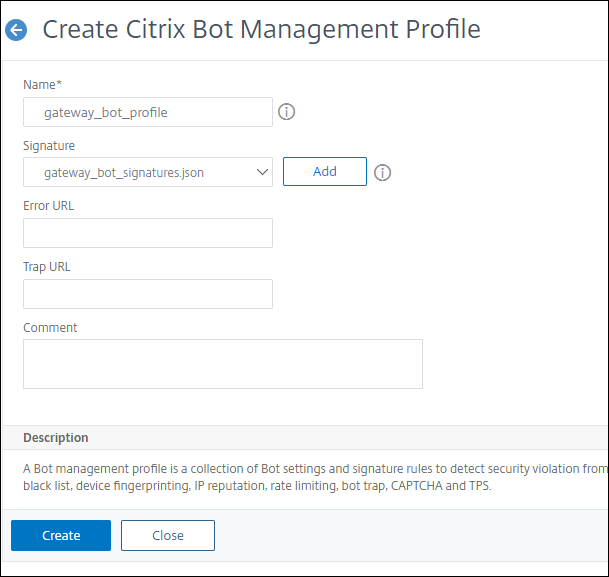 Create Citrix Bot Management Profile
Name*
gateway_bot_profile
Signature
gateway_bot_signatures.json
Add
Error URL
Trap URL
Comment
Description
A Bot management profile is a collection of Bot settings and signature rules to detect security violation from
black list, device fingerprinting, IP reputation, rate limiting, bot trap, CAPTCHA and TPS.
Create Close